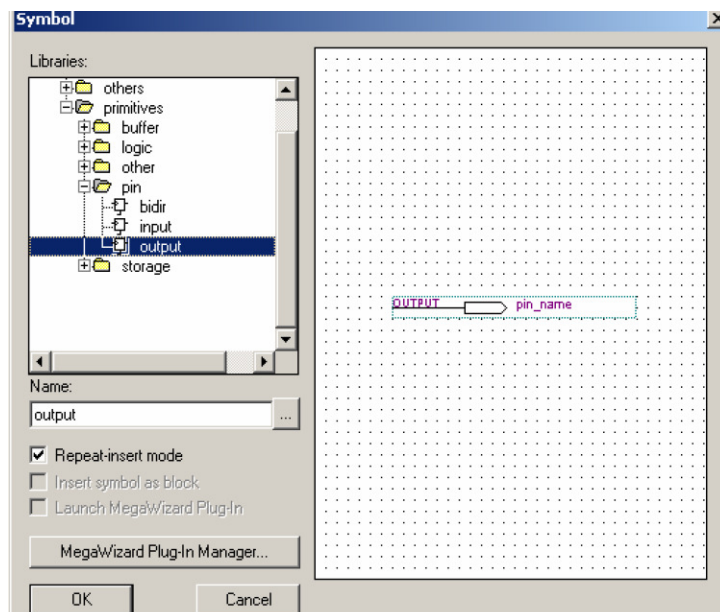 Symbol
Libraries:
others
primitives
buffer
logic
other
pin
bidir
input
output
storage
Name:
output
...
Repeat-insert mode
Insert symbol as block
Launch MegaWizard Plug-In
MegaWizard Plug-In Manager...
OK Cancel
OUTPUT pin_name